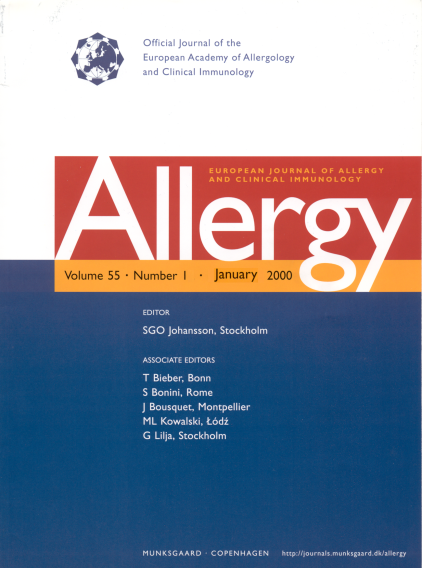 Official Journal of the
European Academy of Allergology
and Clinical Immunology
EUROPEAN JOURNAL OF ALLERGY
AND CLINICAL IMMUNOLOGY
Allergy
Volume 55 · Number 1 · January 2000
EDITOR
SGO Johansson, Stockholm
ASSOCIATE EDITORS
T Bieber, Bonn
S Bonini, Rome
J Bousquet, Montpellier
ML Kowalski, Łódź
G Lilja, Stockholm
MUNKSGAARD · COPENHAGEN http://journals.munksgaard.dk/allergy